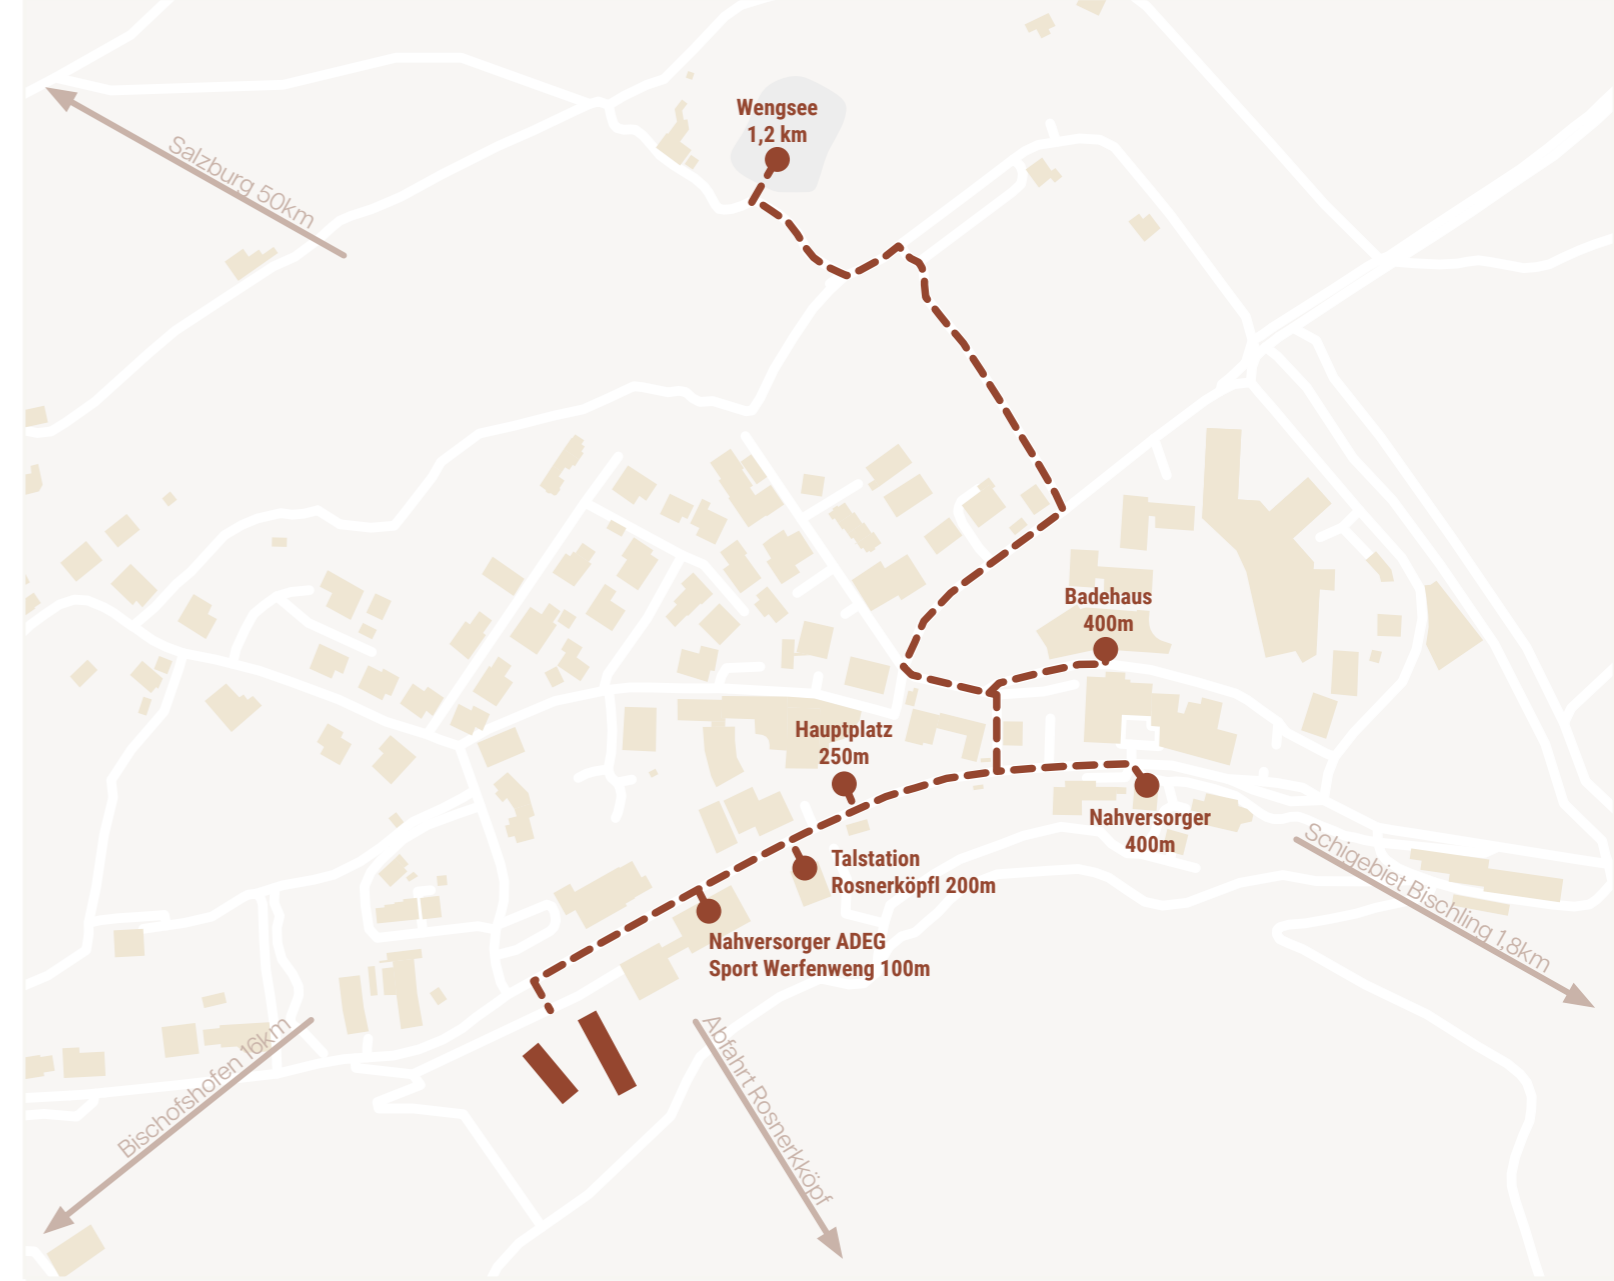 Wengsee
1,2 km
Salzburg 50km
Badehaus
400m
Hauptplatz
250m
Nahversorger
400m
Talstation
Rosnerköpfl 200m
Schigebiet Bischling 1,8km
Nahversorger ADEG
Sport Werfenweng 100m
Bischofshofen 16km
Abfahrt Rosnerkköpf